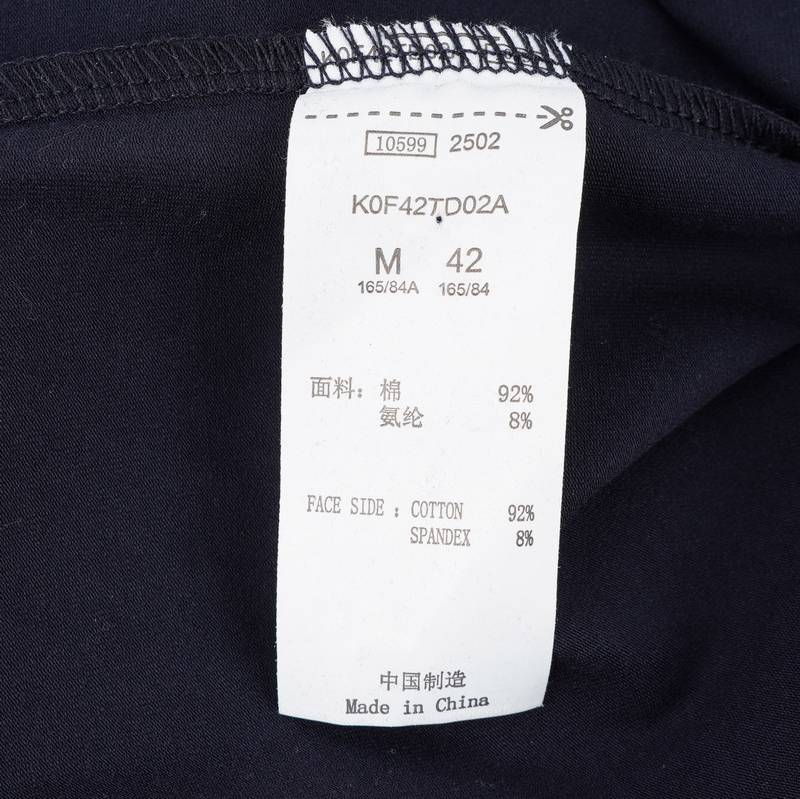 10599 2502
K0F42TD02A
M 42
165/84A 165/84
面料：棉 92%
氨纶 8%
FACE SIDE : COTTON 92%
SPANDEX 8%
中国制造
Made in China